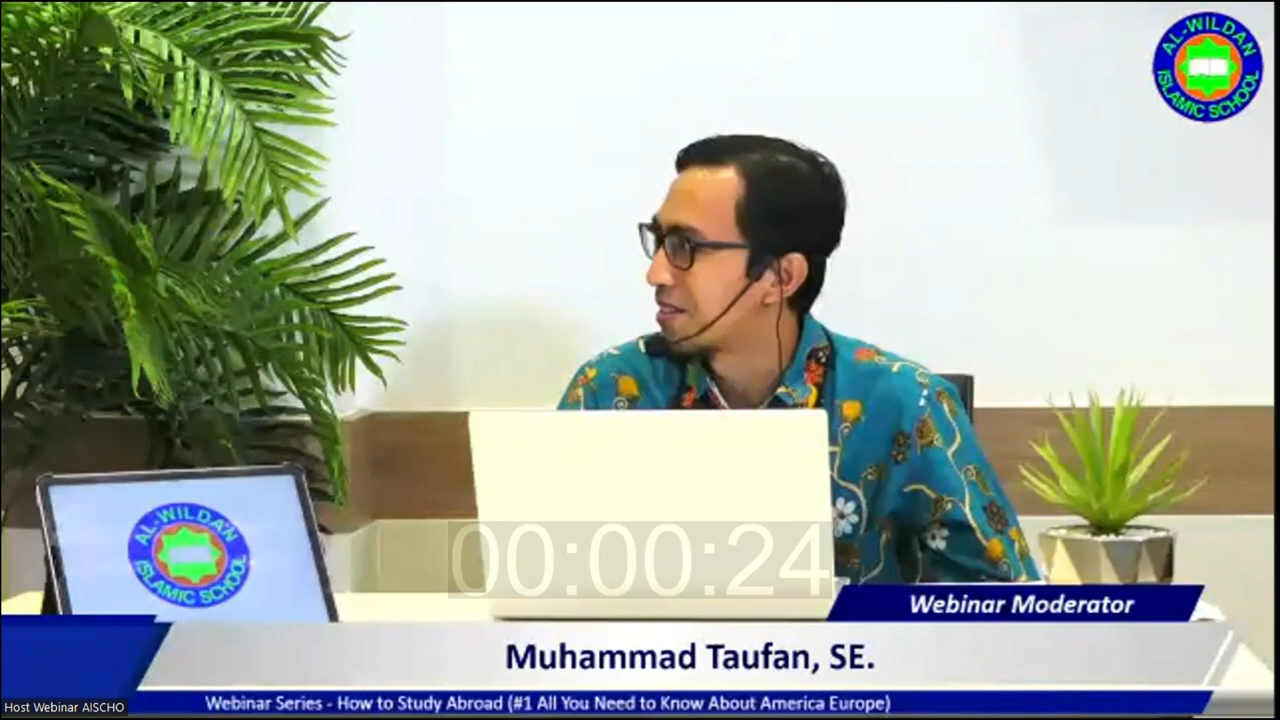 AL-WILDAN
ISLAMIC SCHOOL
AL-WILDAN
ISLAMIC SCHOOL
00:00:24
Webinar Moderator
Muhammad Taufan, SE.
Host Webinar AISCHO
Webinar Series - How to Study Abroad (#1 All You Need to Know About America Europe)